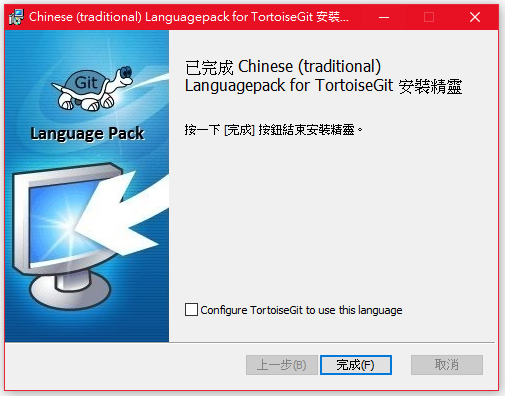 Chinese (traditional) Languagepack for TortoiseGit 安裝...
Git
Language Pack
已完成 Chinese (traditional)
Languagepack for TortoiseGit 安裝精靈
按一下 [完成] 按鈕結束安裝精靈。
Configure TortoiseGit to use this language
上一步(B)
完成(F)
取消